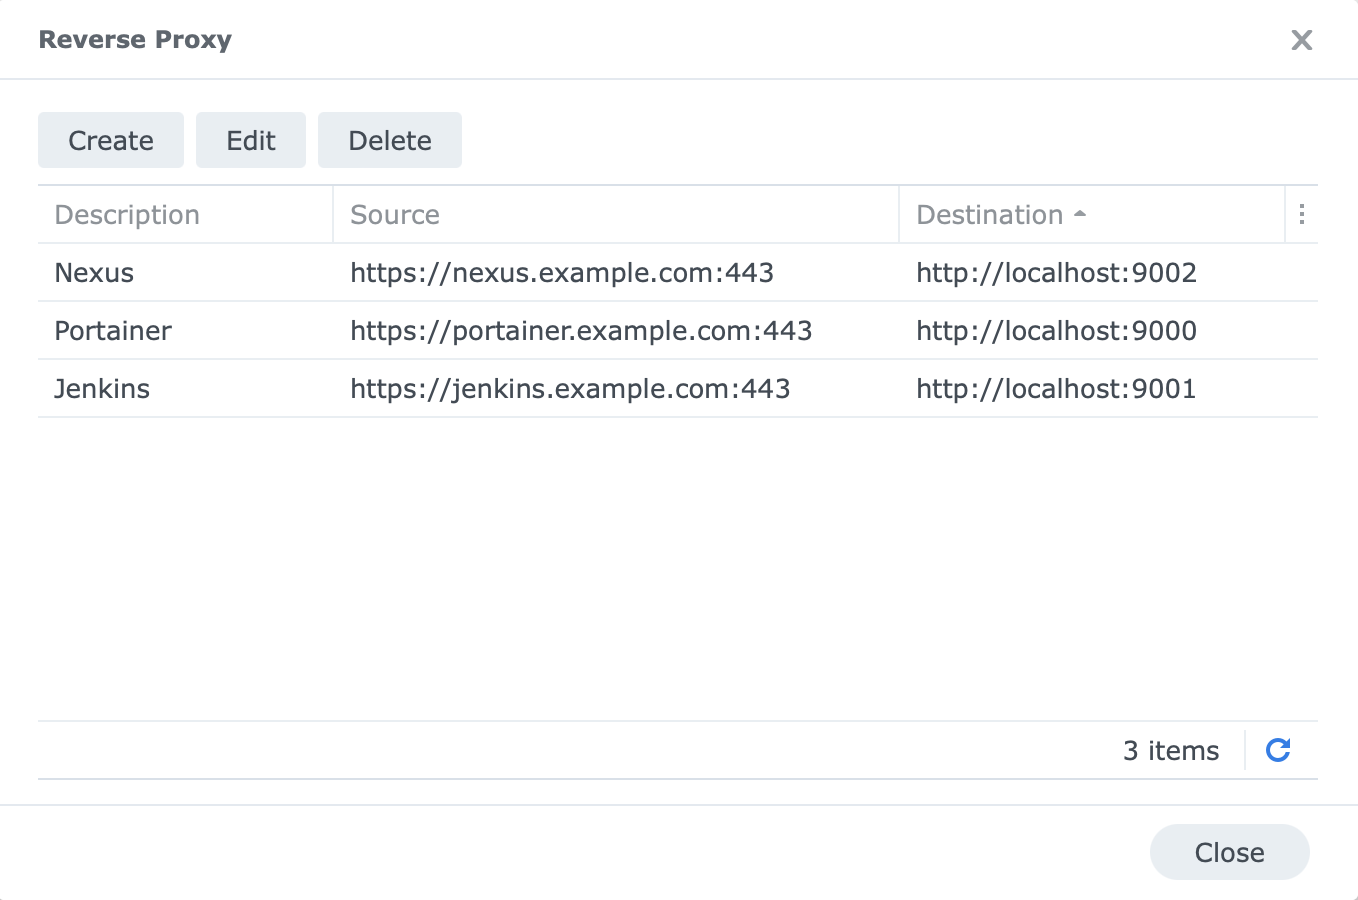 Reverse Proxy
Create Edit Delete
Description Source Destination
Nexus https://nexus.example.com:443 http://localhost:9002
Portainer https://portainer.example.com:443 http://localhost:9000
Jenkins https://jenkins.example.com:443 http://localhost:9001
3 items
Close